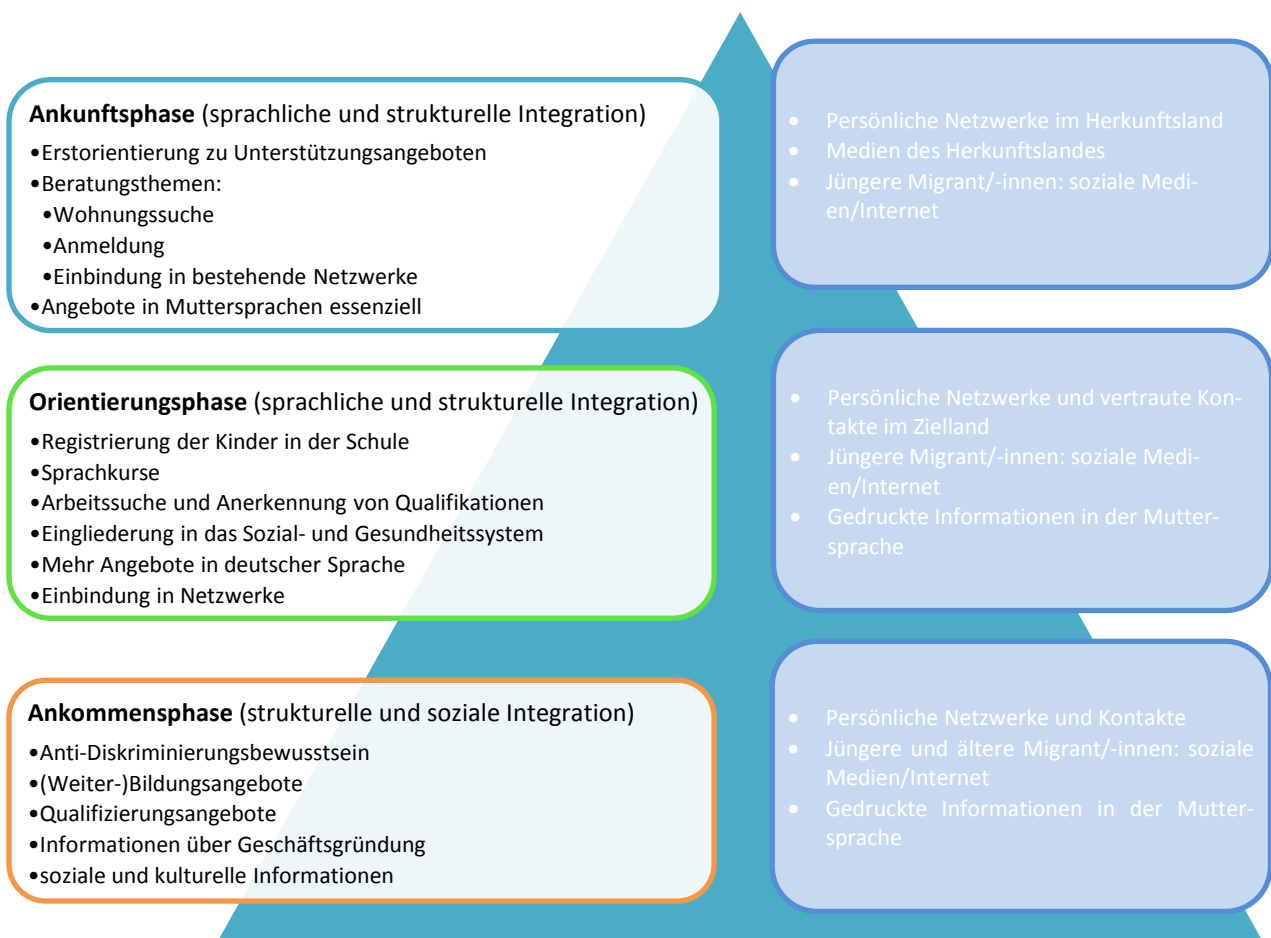 Ankunftsphase (sprachliche und strukturelle Integration)
•Erstorientierung zu Unterstützungsangeboten
•Beratungsthemen:
•Wohnungssuche
•Anmeldung
•Einbindung in bestehende Netzwerke
•Angebote in Muttersprachen essenziell
• Persönliche Netzwerke im Herkunftsland
• Medien des Herkunftslandes
• Jüngere Migrant/-innen: soziale Medi-
en/Internet
Orientierungsphase (sprachliche und strukturelle Integration)
•Registrierung der Kinder in der Schule
•Sprachkurse
•Arbeitssuche und Anerkennung von Qualifikationen
•Eingliederung in das Sozial- und Gesundheitssystem
•Mehr Angebote in deutscher Sprache
•Einbindung in Netzwerke
• Persönliche Netzwerke und vertraute Kon-
takte im Zielland
• Jüngere Migrant/-innen: soziale Medi-
en/Internet
• Gedruckte Informationen in der Mutter-
sprache
Ankommensphase (strukturelle und soziale Integration)
•Anti-Diskriminierungsbewusstsein
•(Weiter-)Bildungsangebote
•Qualifizierungsangebote
•Informationen über Geschäftsgründung
•soziale und kulturelle Informationen
• Persönliche Netzwerke und Kontakte
• Jüngere und ältere Migrant/-innen: soziale
Medien/Internet
• Gedruckte Informationen in der Mutter-
sprache